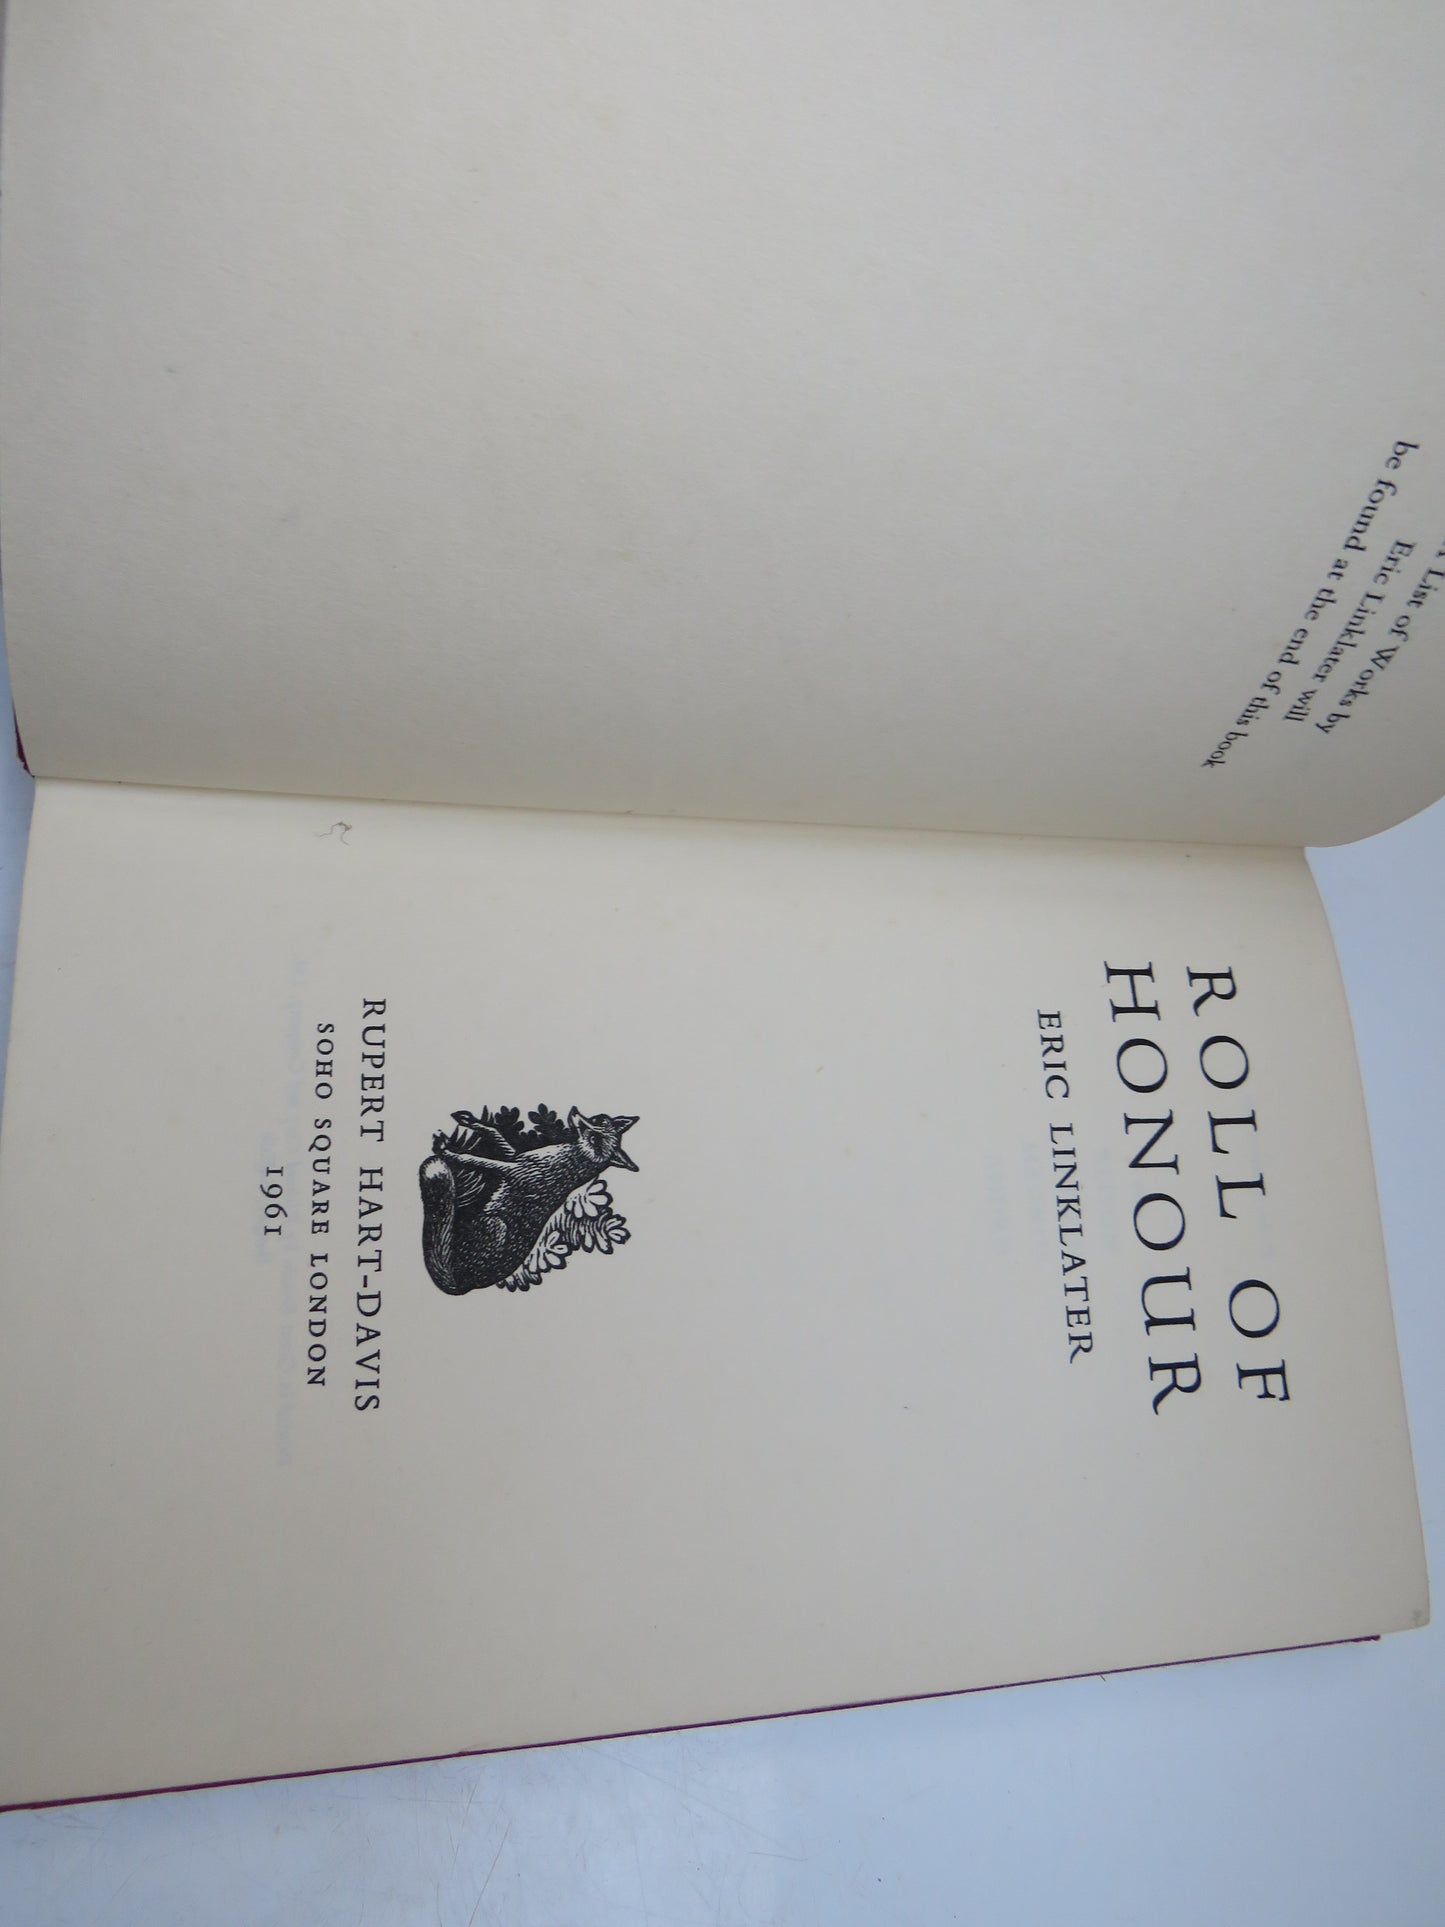 List of Works by
Eric Linklater will
be found at the end of this book
ROLL OF
HONOUR
ERIC LINKLATER
RUPERT HART-DAVIS
SOHO SQUARE LONDON
1961